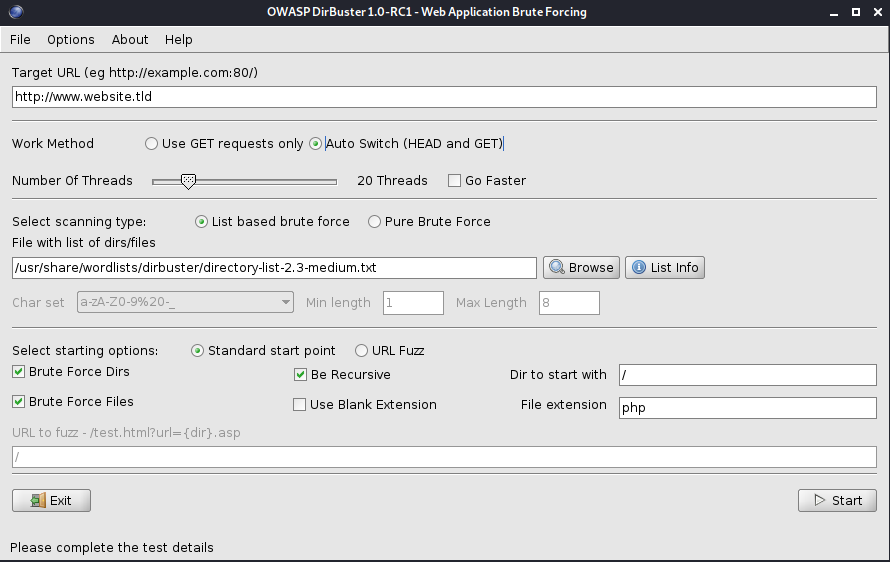 OWASP DirBuster 1.0-RC1 - Web Application Brute Forcing
File Options About Help
Target URL (eg http://example.com:80/)
http://www.website.tld
Work Method Use GET requests only Auto Switch (HEAD and GET)
Number Of Threads 20 Threads Go Faster
Select scanning type: List based brute force Pure Brute Force
File with list of dirs/files
/usr/share/wordlists/dirbuster/directory-list-2.3-medium.txt Browse List Info
Char set a-zA-Z0-9%20-_ Min length 1 Max Length 8
Select starting options: Standard start point URL Fuzz
Brute Force Dirs Be Recursive Dir to start with /
Brute Force Files Use Blank Extension File extension php
URL to fuzz - /test.html?url={dir}.asp
/
Exit Start
Please complete the test details